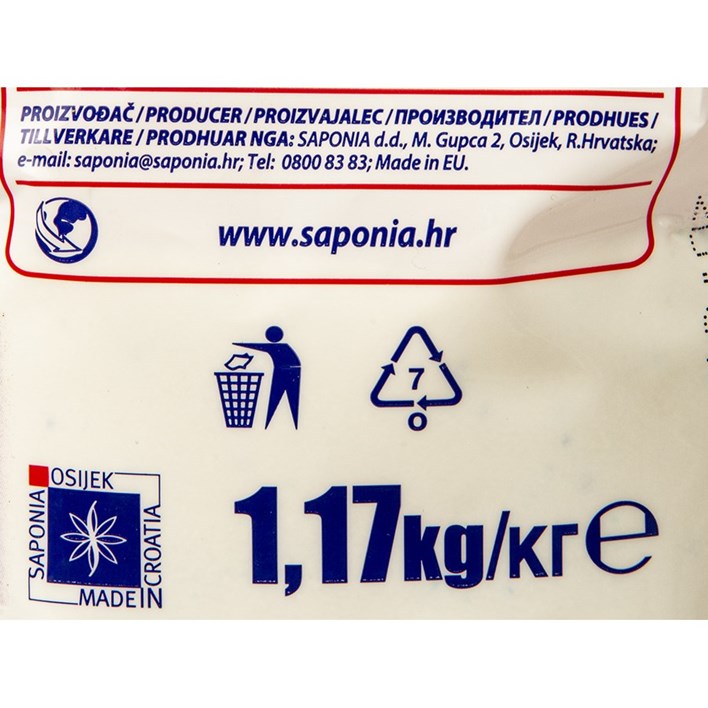 PROIZVOĐAČ / PRODUCER / PROIZVAJALEC / ПРОИЗВОДИТЕЛ / PRODHUES /
TILLVERKARE / PRODHUAR NGA: SAPONIA d.d., M. Gupca 2, Osijek, R.Hrvatska;
e-mail: saponia@saponia.hr; Tel: 0800 83 83; Made in EU.
www.saponia.hr
7
O
OSIJEK
SAPONIA
CROATIA
MADE IN
1,17kg/кг e